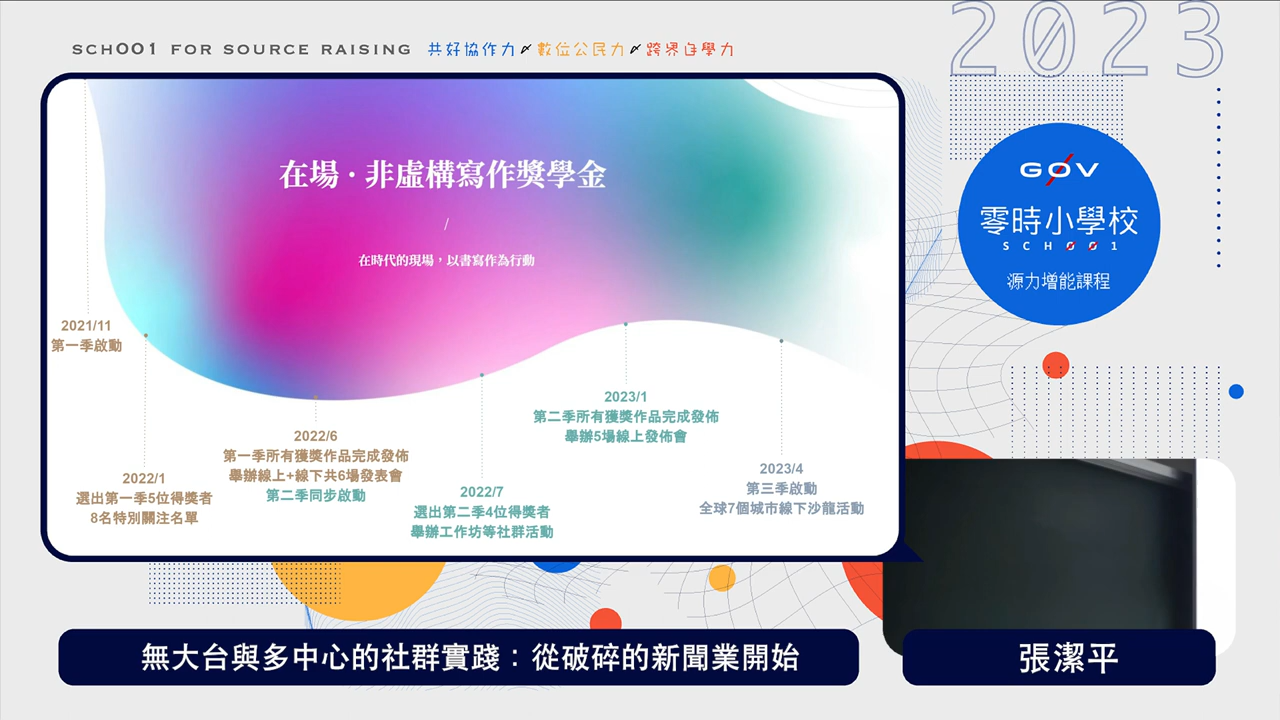 SCH001 FOR SOURCE RAISING 共好協作力 〆 數位公民力 〆 跨界自學力
2023
GØV
零時小學校
SCHØØ1
源力增能課程
在場・非虛構寫作獎學金
/
在時代的現場，以書寫作為行動
2021/11
第一季啟動
2022/1
選出第一季5位得獎者
8名特別關注名單
2022/6
第一季所有獲獎作品完成發佈
舉辦線上+線下共6場發表會
第二季同步啟動
2022/7
選出第二季4位得獎者
舉辦工作坊等社群活動
2023/1
第二季所有獲獎作品完成發佈
舉辦5場線上發佈會
2023/4
第三季啟動
全球7個城市線下沙龍活動
無大台與多中心的社群實踐：從破碎的新聞業開始
張潔平